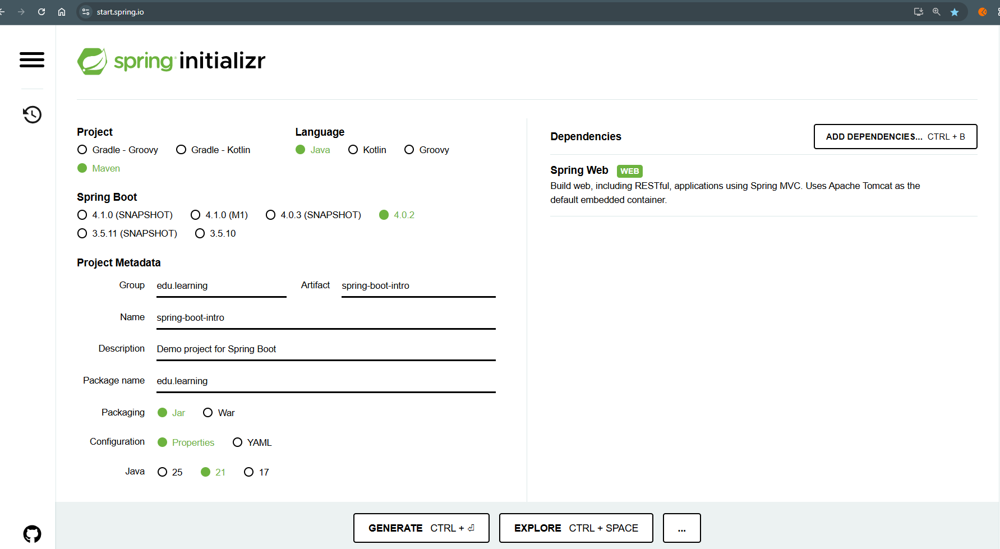 start.spring.io
spring initializr
Project
Gradle - Groovy Gradle - Kotlin
Maven
Language
Java Kotlin Groovy
Spring Boot
4.1.0 (SNAPSHOT) 4.1.0 (M1) 4.0.3 (SNAPSHOT) 4.0.2
3.5.11 (SNAPSHOT) 3.5.10
Project Metadata
Group edu.learning Artifact spring-boot-intro
Name spring-boot-intro
Description Demo project for Spring Boot
Package name edu.learning
Packaging Jar War
Configuration Properties YAML
Java 25 21 17
Dependencies ADD DEPENDENCIES... CTRL + B
Spring Web WEB
Build web, including RESTful, applications using Spring MVC. Uses Apache Tomcat as the
default embedded container.
GENERATE CTRL + ⏎ EXPLORE CTRL + SPACE ...